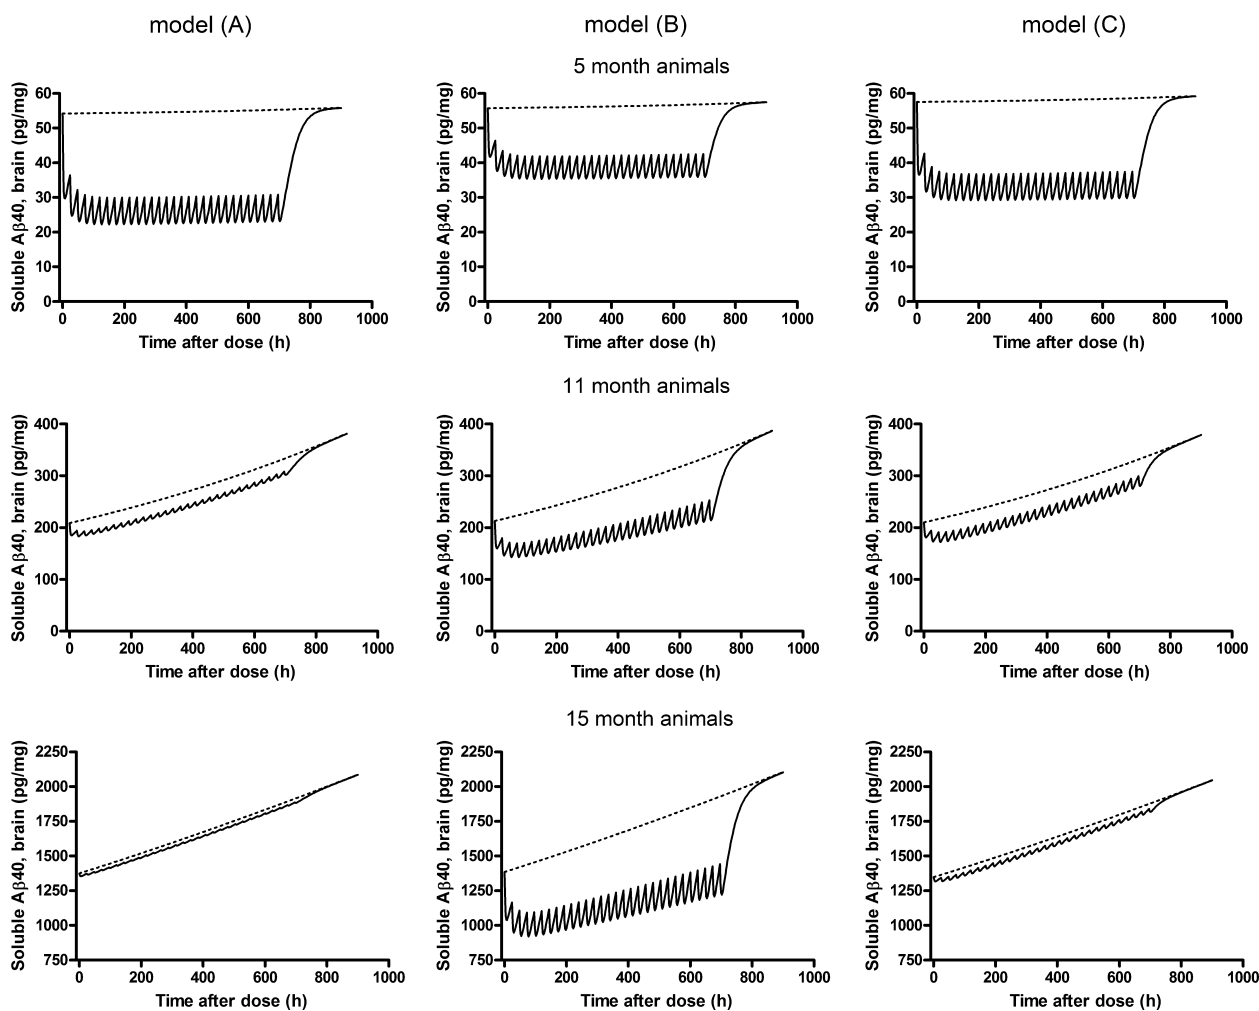 model (A)
model (B)
model (C)
5 month animals
Soluble Aβ40, brain (pg/mg)
60
50
40
30
20
10
0
0 200 400 600 800 1000
Time after dose (h)
Soluble Aβ40, brain (pg/mg)
60
50
40
30
20
10
0
0 200 400 600 800 1000
Time after dose (h)
Soluble Aβ40, brain (pg/mg)
60
50
40
30
20
10
0
0 200 400 600 800 1000
Time after dose (h)
11 month animals
Soluble Aβ40, brain (pg/mg)
400
300
200
100
0
0 200 400 600 800 1000
Time after dose (h)
Soluble Aβ40, brain (pg/mg)
400
300
200
100
0
0 200 400 600 800 1000
Time after dose (h)
Soluble Aβ40, brain (pg/mg)
400
300
200
100
0
0 200 400 600 800 1000
Time after dose (h)
15 month animals
Soluble Aβ40, brain (pg/mg)
2250
2000
1750
1500
1250
1000
750
0 200 400 600 800 1000
Time after dose (h)
Soluble Aβ40, brain (pg/mg)
2250
2000
1750
1500
1250
1000
750
0 200 400 600 800 1000
Time after dose (h)
Soluble Aβ40, brain (pg/mg)
2250
2000
1750
1500
1250
1000
750
0 200 400 600 800 1000
Time after dose (h)